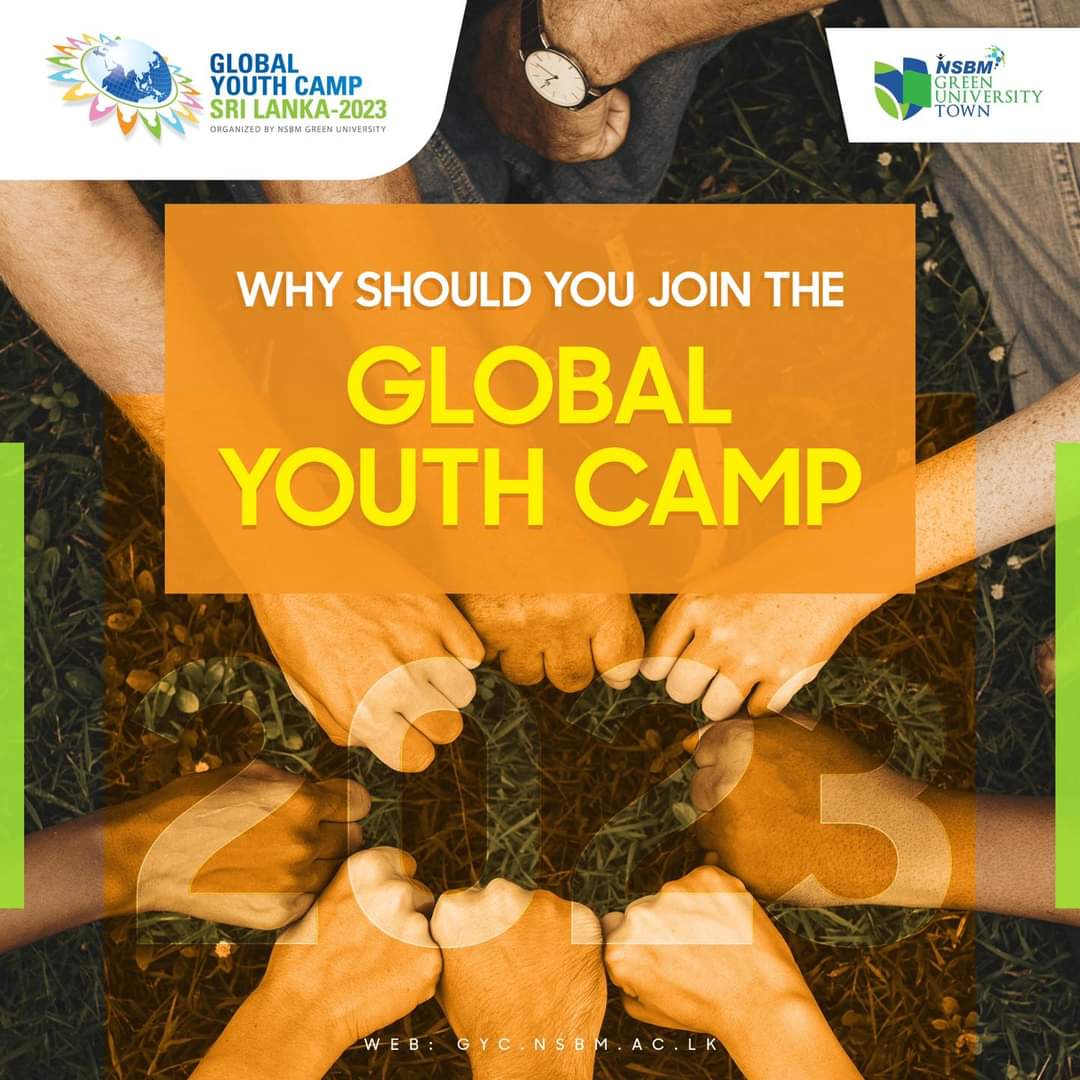 GLOBAL
YOUTH CAMP
SRI LANKA-2023
ORGANIZED BY NSBM GREEN UNIVERSITY
NSBM
GREEN
UNIVERSITY
TOWN
WHY SHOULD YOU JOIN THE
GLOBAL
YOUTH CAMP
2023
WEB: GYC.NSBM.AC.LK